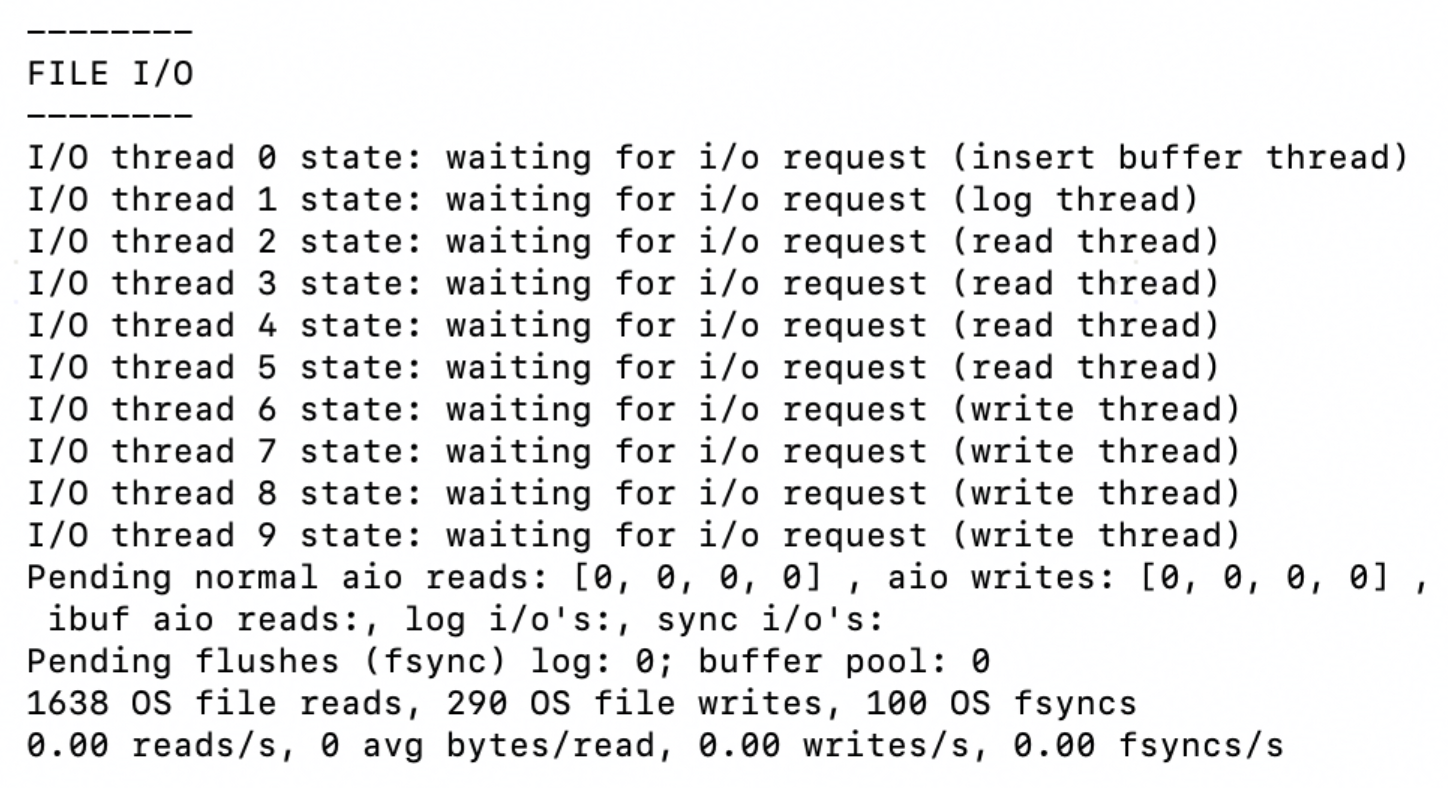 --------
FILE I/O
--------
I/O thread 0 state: waiting for i/o request (insert buffer thread)
I/O thread 1 state: waiting for i/o request (log thread)
I/O thread 2 state: waiting for i/o request (read thread)
I/O thread 3 state: waiting for i/o request (read thread)
I/O thread 4 state: waiting for i/o request (read thread)
I/O thread 5 state: waiting for i/o request (read thread)
I/O thread 6 state: waiting for i/o request (write thread)
I/O thread 7 state: waiting for i/o request (write thread)
I/O thread 8 state: waiting for i/o request (write thread)
I/O thread 9 state: waiting for i/o request (write thread)
Pending normal aio reads: [0, 0, 0, 0] , aio writes: [0, 0, 0, 0] ,
 ibuf aio reads:, log i/o's:, sync i/o's:
Pending flushes (fsync) log: 0; buffer pool: 0
1638 OS file reads, 290 OS file writes, 100 OS fsyncs
0.00 reads/s, 0 avg bytes/read, 0.00 writes/s, 0.00 fsyncs/s